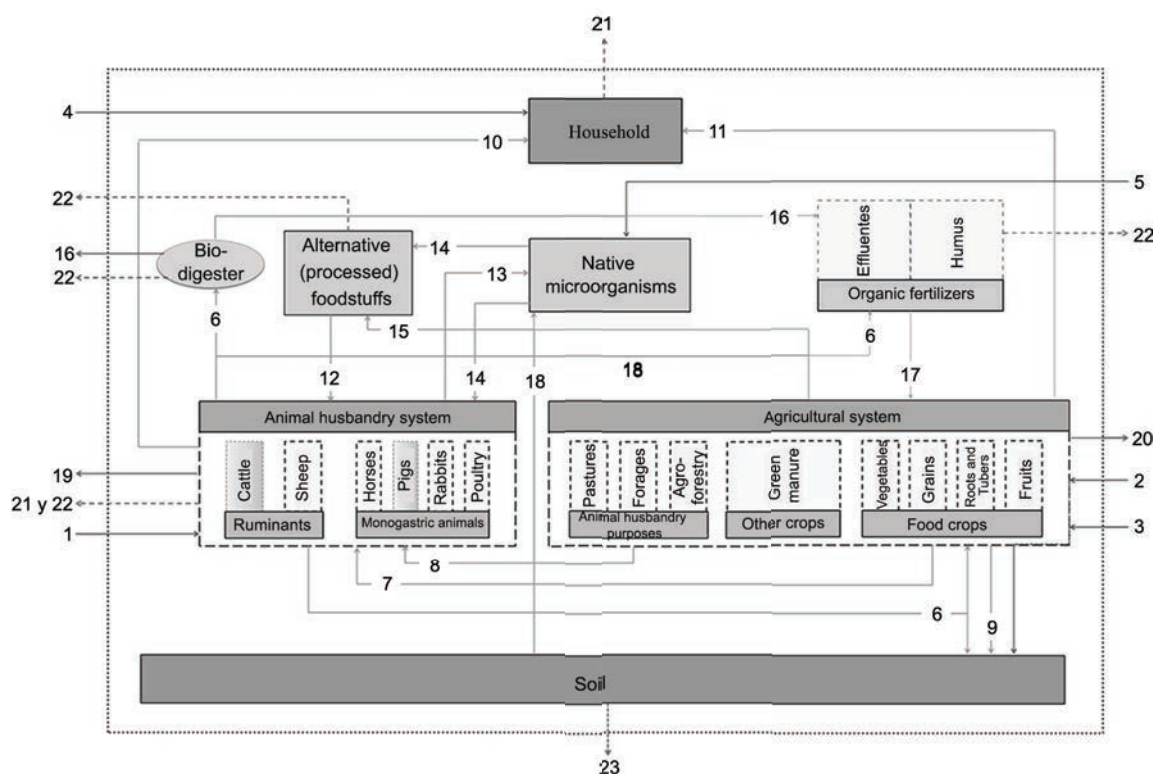 21
4
Household
10
11
22
5
Bio-
digester
16
22
Alternative
(processed)
foodstuffs
14
13
Native
microorganisms
16
Effluentes
Humus
Organic fertilizers
22
6
15
6
12
14
18
18
17
Animal husbandry system
Agricultural system
Cattle
Sheep
Ruminants
Horses
Pigs
Rabbits
Poultry
Monogastric animals
Pastures
Forages
Agro-
forestry
Animal husbandry
purposes
Green
manure
Other crops
Vegetables
Grains
Roots and
Tubers
Fruits
Food crops
19
21 y 22
1
20
2
3
8
7
6
9
Soil
23